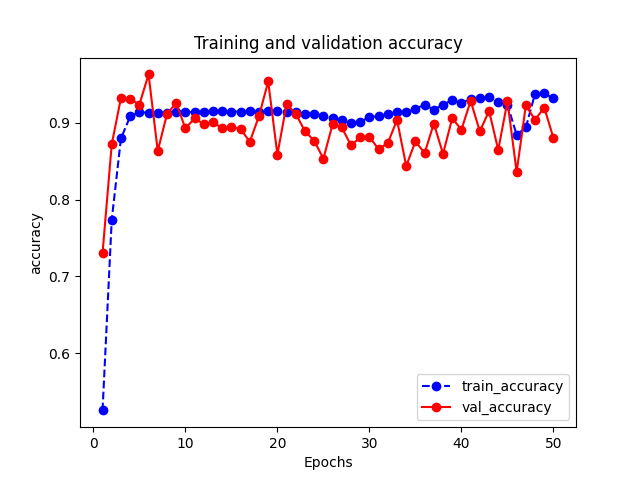 Training and validation accuracy
accuracy
0.9
0.8
0.7
0.6
0 10 20 30 40 50
Epochs
train_accuracy
val_accuracy